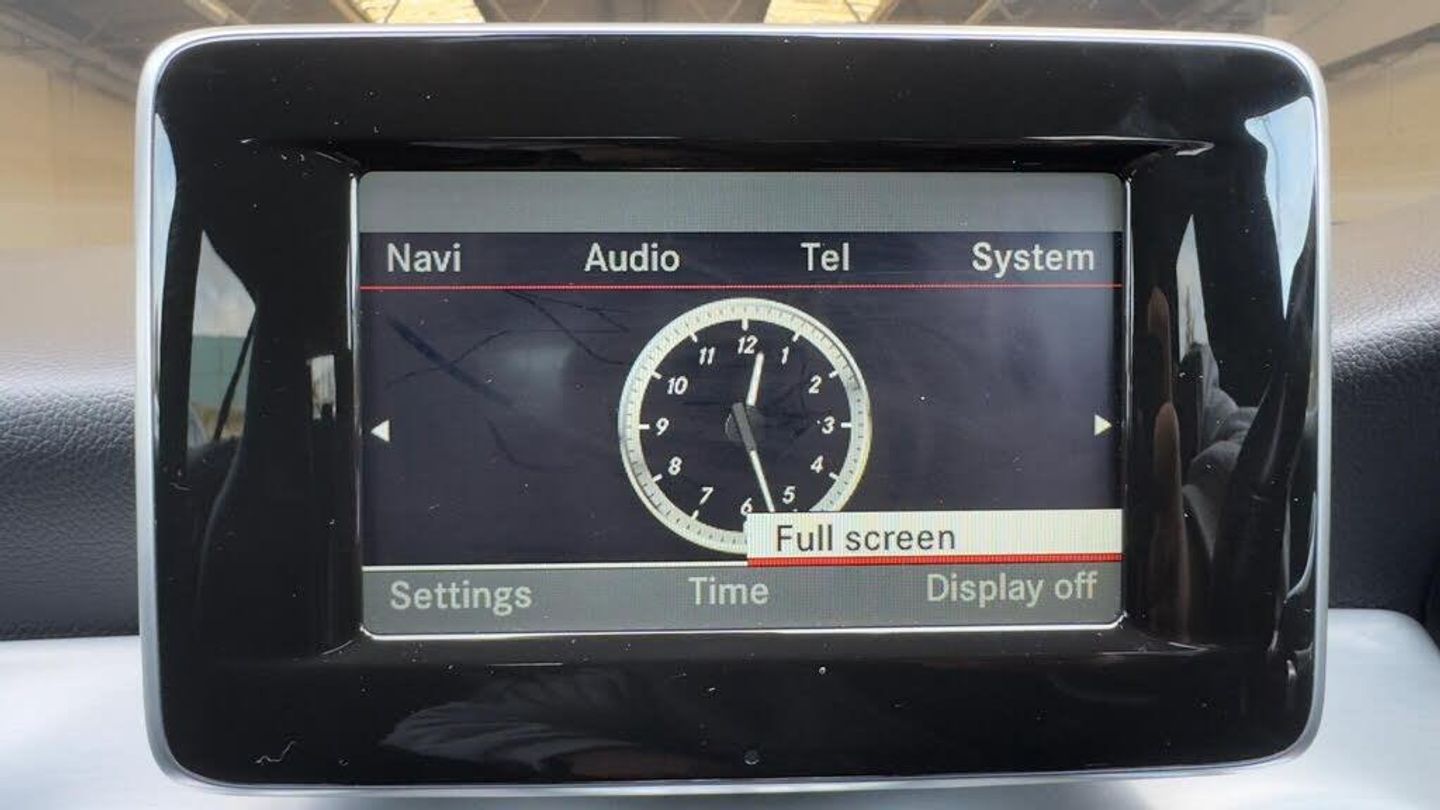 Navi Audio Tel System
12
11 1
10 2
9 3
8 4
7 5
6
Full screen
Settings Time Display off